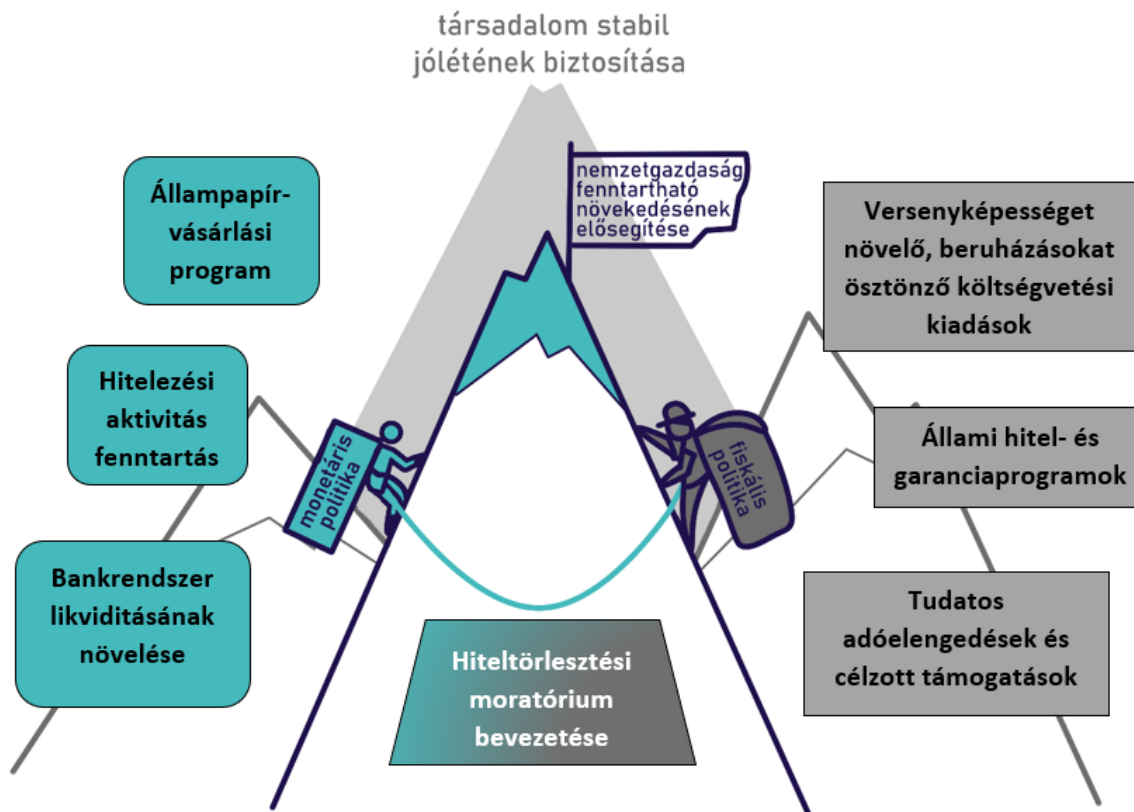 társadalom stabil
jólétének biztosítása
nemzetgazdaság
fenntartható
növekedésének
elősegítése
Állampapír-
vásárlási
program
Hitelezési
aktivitás
fenntartás
Bankrendszer
likviditásának
növelése
monetáris
politika
fiskális
politika
Versenyképességet
növelő, beruházásokat
ösztönző költségvetési
kiadások
Állami hitel- és
garanciaprogramok
Tudatos
adóelengedések és
célzott támogatások
Hiteltörlesztési
moratórium
bevezetése